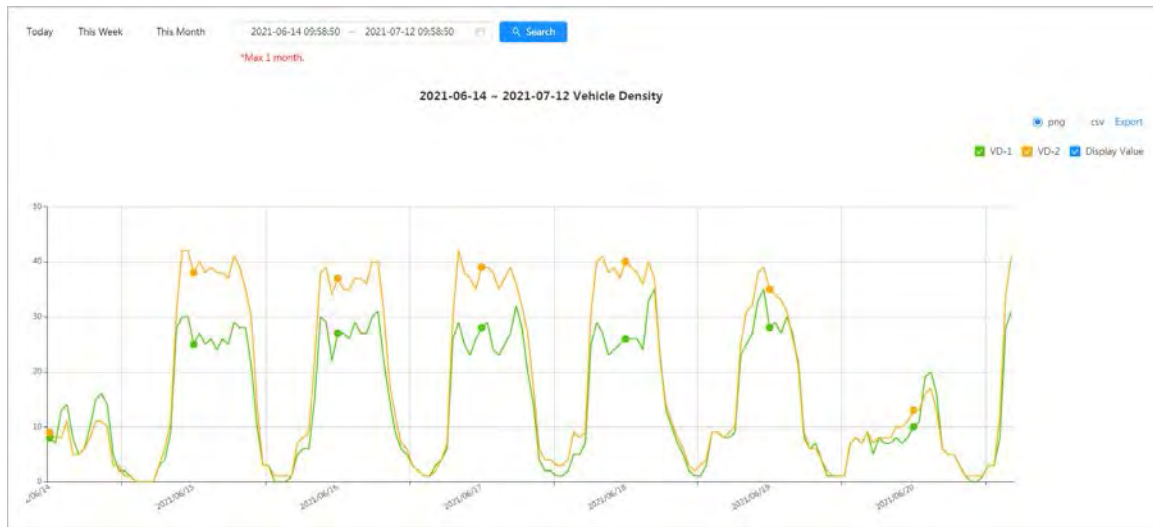 Today This Week This Month 2021-06-14 09:58:50 ~ 2021-07-12 09:58:50 Search
*Max 1 month.
2021-06-14 ~ 2021-07-12 Vehicle Density
png csv Export
VD-1 VD-2 Display Value
50
40
30
20
10
0
2021/06/15 2021/06/16 2021/06/17 2021/06/18 2021/06/19 2021/06/20